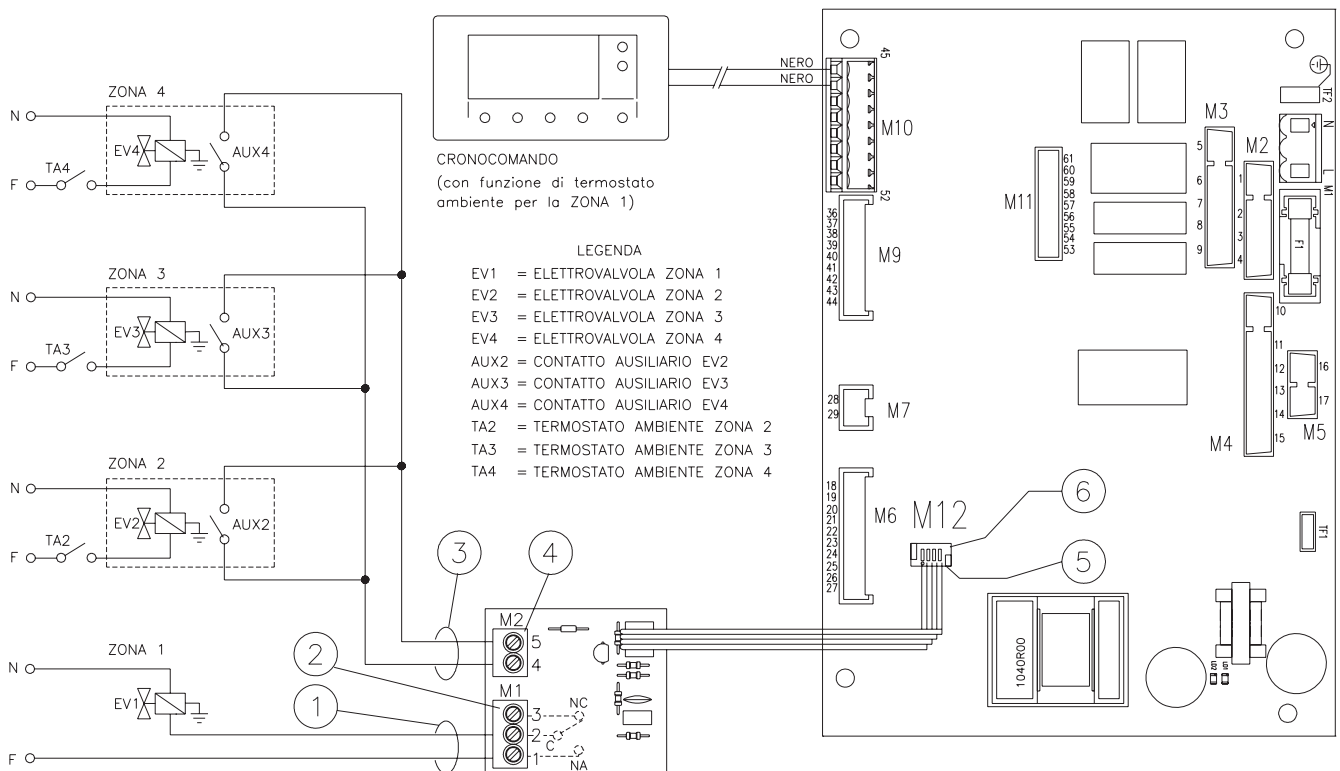 ZONA 4
N
EV4
AUX4
TA4
F
ZONA 3
N
EV3
AUX3
TA3
F
ZONA 2
N
EV2
AUX2
TA2
F
ZONA 1
N
EV1
F
CRONOCOMANDO
(con funzione di termostato
ambiente per la ZONA 1)
NERO
NERO
LEGENDA
EV1 = ELETTROVALVOLA ZONA 1
EV2 = ELETTROVALVOLA ZONA 2
EV3 = ELETTROVALVOLA ZONA 3
EV4 = ELETTROVALVOLA ZONA 4
AUX2 = CONTATTO AUSILIARIO EV2
AUX3 = CONTATTO AUSILIARIO EV3
AUX4 = CONTATTO AUSILIARIO EV4
TA2 = TERMOSTATO AMBIENTE ZONA 2
TA3 = TERMOSTATO AMBIENTE ZONA 3
TA4 = TERMOSTATO AMBIENTE ZONA 4
3
4
2
1
M2
5
4
M1
3
2
1
NC
C
NA
45
M10
52
36
37
38
39
40
41
42
43
44
M9
28
29
M7
18
19
20
21
22
23
24
25
26
27
M6
M12
6
5
M11
61
60
59
58
57
56
55
54
53
M3
5
6
7
8
9
M2
1
2
3
4
TF2
N
L
M1
F1
10
11
12
13
14
15
M4
16
17
M5
TF1
1040R00
LD2
LD1